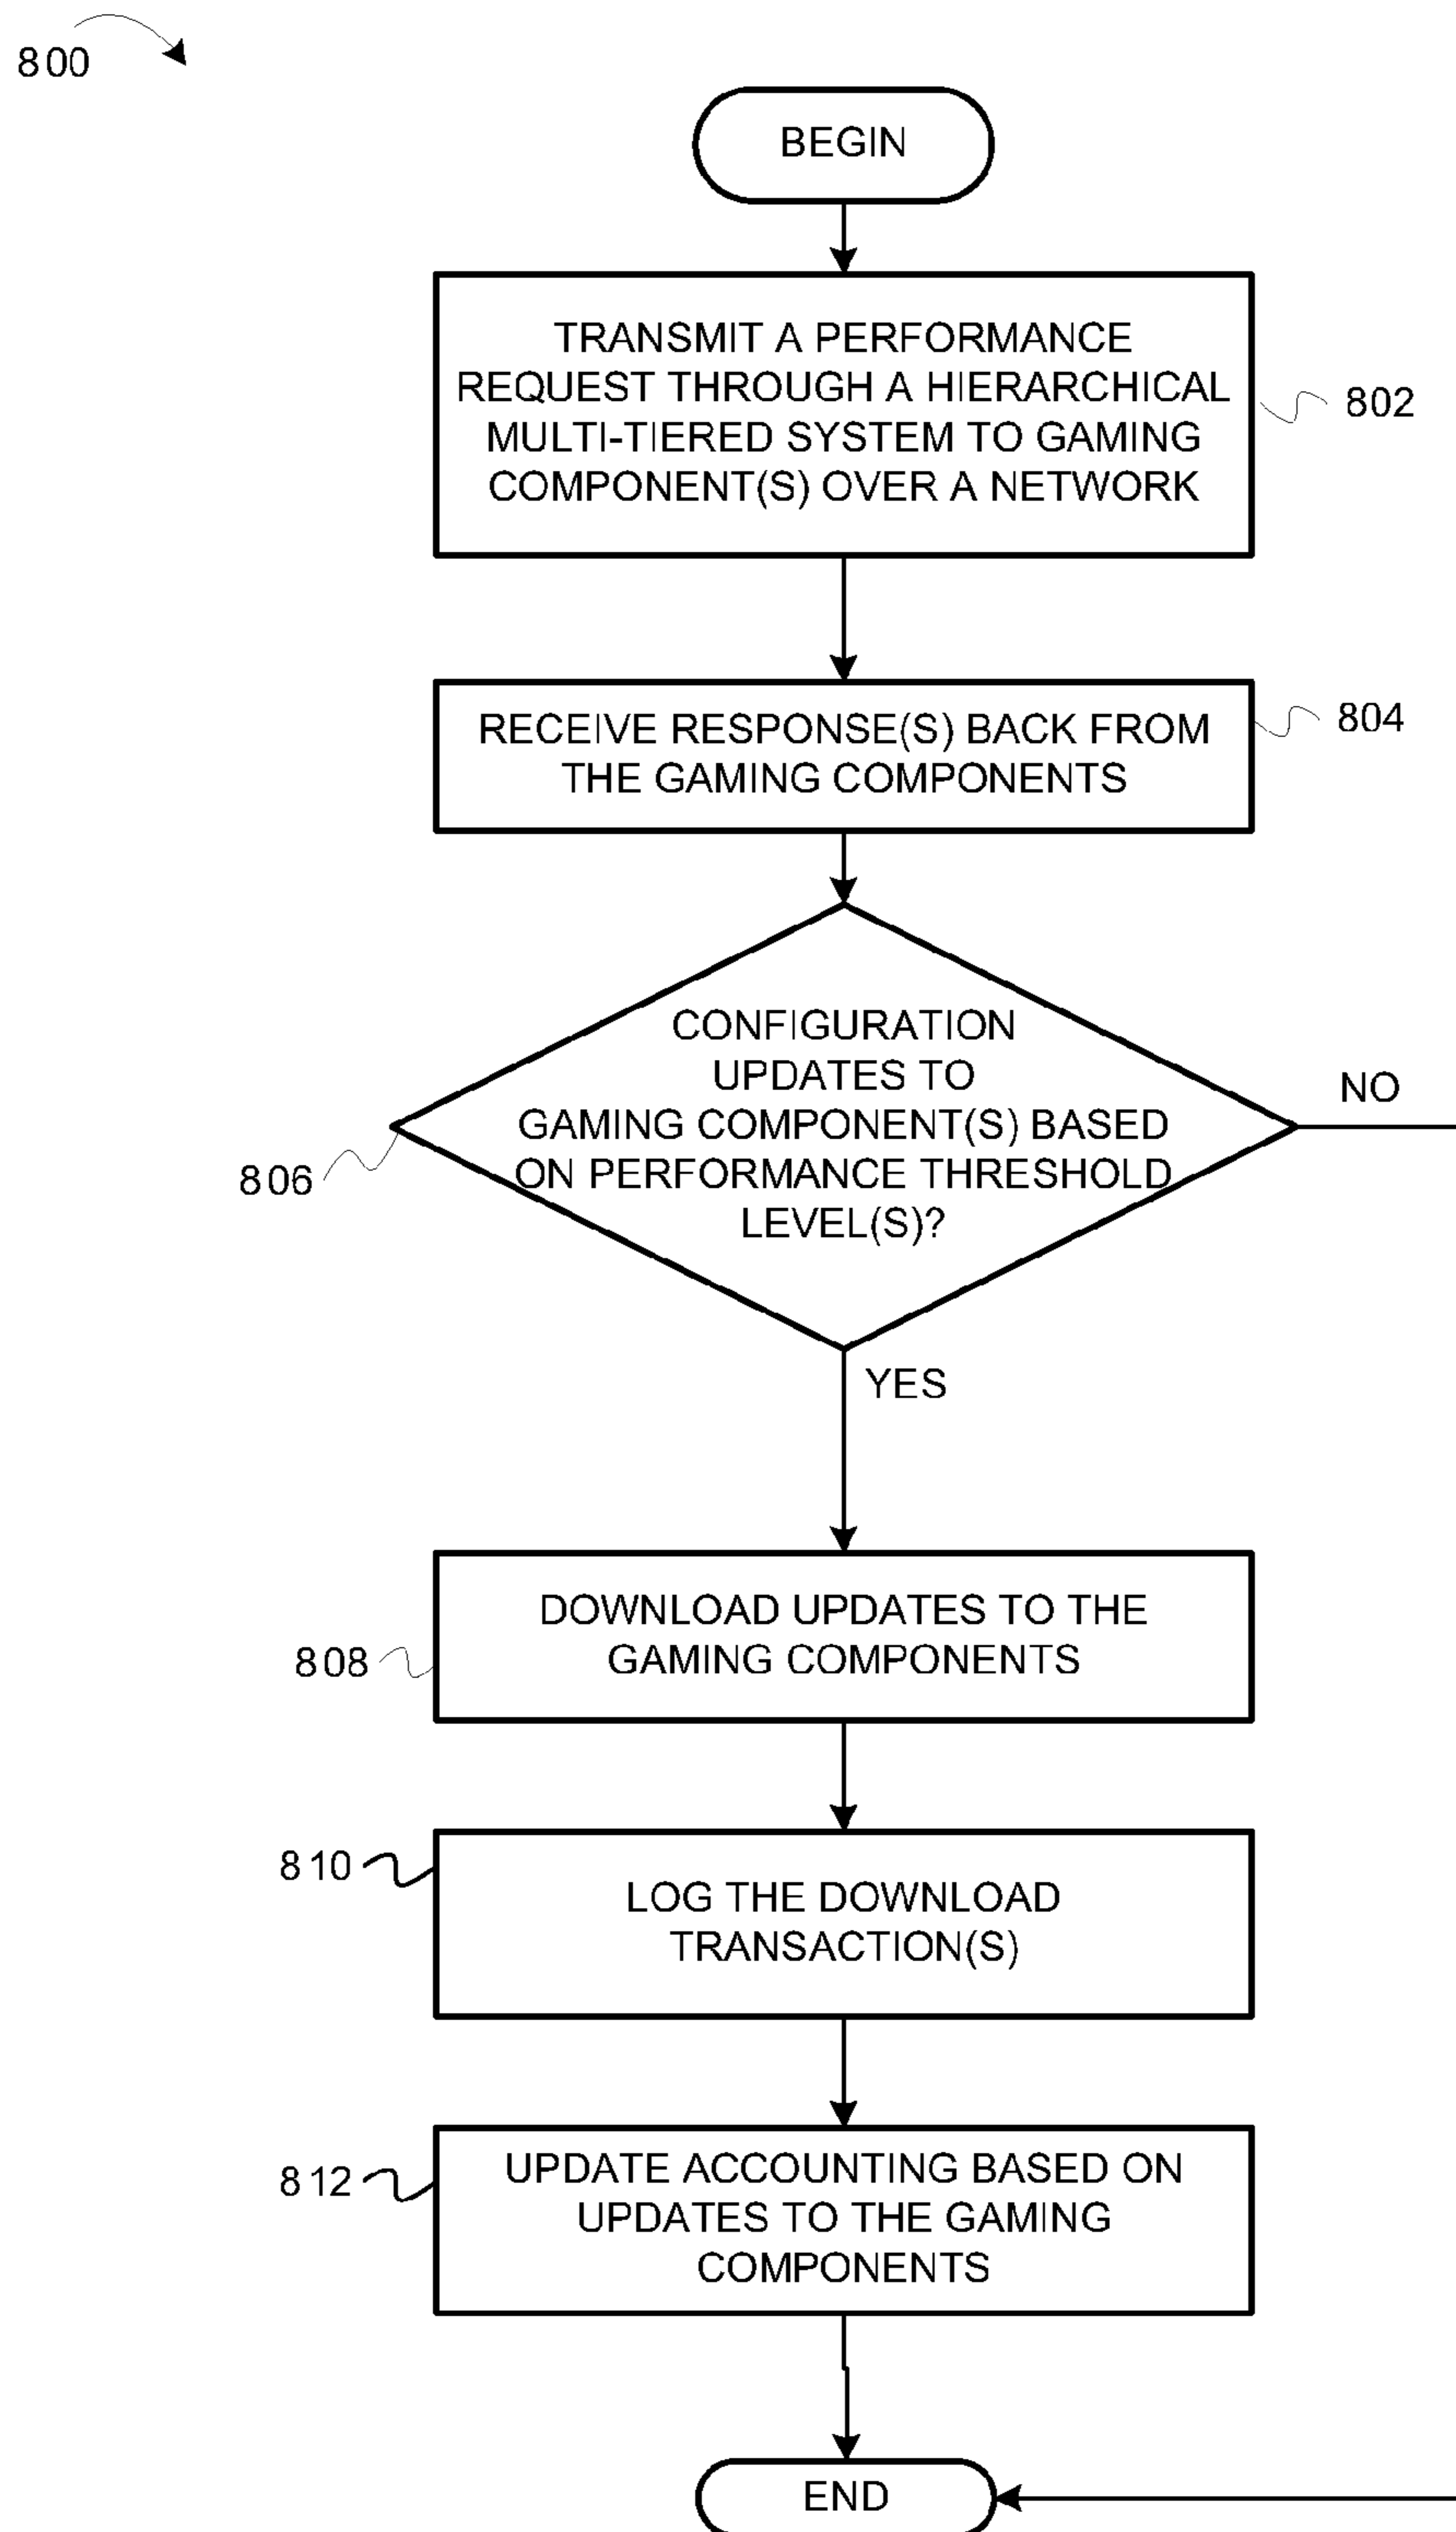 800
BEGIN
TRANSMIT A PERFORMANCE
REQUEST THROUGH A HIERARCHICAL
MULTI-TIERED SYSTEM TO GAMING
COMPONENT(S) OVER A NETWORK
802
RECEIVE RESPONSE(S) BACK FROM
THE GAMING COMPONENTS
804
CONFIGURATION
UPDATES TO
GAMING COMPONENT(S) BASED
ON PERFORMANCE THRESHOLD
LEVEL(S)?
806
NO
YES
DOWNLOAD UPDATES TO THE
GAMING COMPONENTS
808
810
LOG THE DOWNLOAD
TRANSACTION(S)
812
UPDATE ACCOUNTING BASED ON
UPDATES TO THE GAMING
COMPONENTS
END